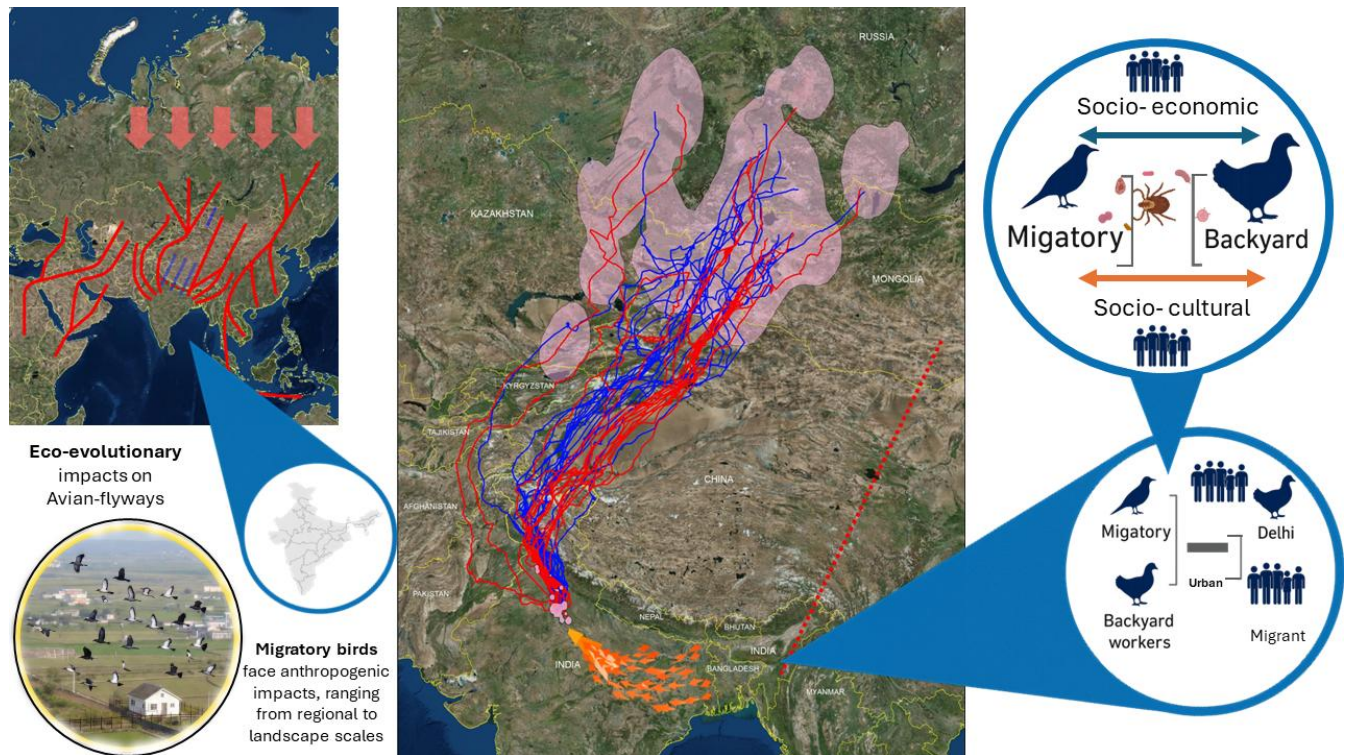 Eco-evolutionary
impacts on
Avian-flyways
Migratory birds
face anthropogenic
impacts, ranging
from regional to
landscape scales
RUSSIA
KAZAKHSTAN
MONGOLIA
KYRGYZSTAN
TAJIKISTAN
CHINA
AFGHANISTAN
PAKISTAN
NEPAL
BHUTAN
INDIA
INDIA
BANGLADESH
MYANMAR
Socio- economic
Migatory
Backyard
Socio- cultural
Migatory
Delhi
Urban
Backyard
workers
Migrant